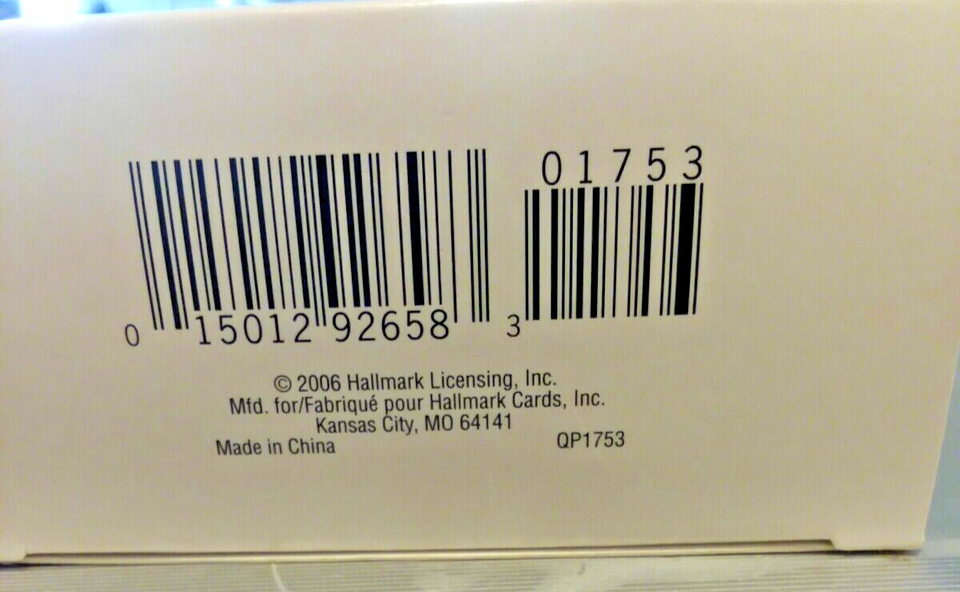 01753
0 15012 92658 3
© 2006 Hallmark Licensing, Inc.
Mfd. for/Fabriqué pour Hallmark Cards, Inc.
Kansas City, MO 64141
Made in China QP1753